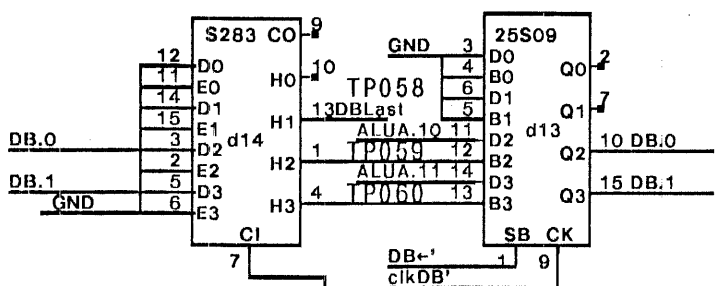 S283 CO 9 25S09
GND 3 D0 Q0 2
12 D0 10 4 B0
11 E0 H0 TP058 6 D1
14 D1 5 B1 Q1 7
15 E1 H1 13 DBLast d13
d14 ALUA.10 11 D2
DB.0 3 D2 1 TP059 12 B2 Q2 10 DB.0
2 E2 H2 ALUA.11 14 D3
DB.1 5 D3 4 TP060 13 B3 Q3 15 DB.1
GND 6 E3 H3
CI SB CK
7 DB←' 1 9
clkDB'